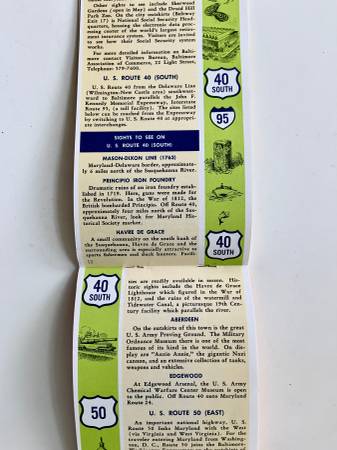 Other sights to see include Sherwood
Gardens (open in May) and the Druid Hill
Park Zoo. On the city outskirts (Beltway
Exit 17) is National Social Security Head-
quarters, housing the electronic data proc-
essing center of the world's largest retire-
ment insurance system. Visitors are invited
to see how their Social Security system
works.
For more detailed information on Balti-
more contact Visitors Bureau, Baltimore
Association of Commerce, 22 Light Street,
Telephone: 539-7600.
U. S. ROUTE 40 (SOUTH)
U. S. Route 40 from the Delaware Line
(Wilmington-New Castle area) southwest-
ward to Baltimore parallels the John F.
Kennedy Memorial Expressway, Interstate
Route 95, (a toll facility). The sites listed
below can be reached from the Expressway
by switching to U. S. Route 40 at appropri-
ate interchanges.
SIGHTS TO SEE ON
U. S. ROUTE 40 (SOUTH)
MASON-DIXON LINE (1763)
Maryland-Delaware border, approximate-
ly 6 miles north of the Susquehanna River.
PRINCIPIO IRON FOUNDRY
Dramatic ruins of an iron foundry estab-
lished in 1719. Here, guns were made for
the Revolution. In the War of 1812, the
British bombarded Principio. Off Route 40,
approximately four miles north of the Sus-
quehanna River, look for Maryland His-
torical Society marker.
HAVRE DE GRACE
A small community on the south bank of
the Susquehanna, Havre de Grace and the
surrounding area is especially attractive to
sports fishermen and duck hunters. Facili-
12
40
SOUTH
95
40
SOUTH
40
SOUTH
50
ties are readily available in season. His-
toric sights include the Havre de Grace
Lighthouse which figured in the War of
1812, and the ruins of the watermill and
Tidewater Canal, a picturesque 19th Cen-
tury facility which parallels the river.
ABERDEEN
On the outskirts of this town is the great
U. S. Army Proving Ground. The Military
Ordnance Museum there is one of the most
famous of its kind in the world. On dis-
play are "Anzio Annie," the gigantic Nazi
cannon, and an extensive collection of tanks,
weapons and vehicles.
EDGEWOOD
At Edgewood Arsenal, the U. S. Army
Chemical Warfare Center Museum is open
to the public. Off Route 40 onto Maryland
Route 24.
U. S. ROUTE 50 (EAST)
An important national highway, U. S.
Route 50 links Maryland with the West
(via Virginia and West Virginia). For the
traveler entering Maryland from Washing-
ton, D. C., Route 50 joins the Baltimore-